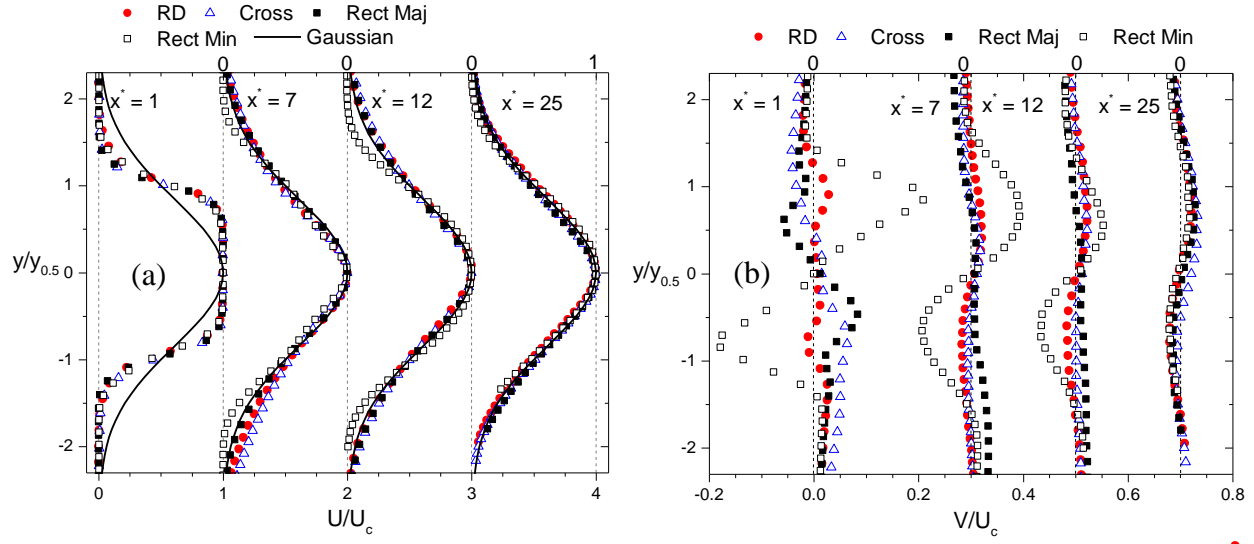 RD Cross Rect Maj
Rect Min Gaussian
RD Cross Rect Maj Rect Min
0 0 0 1
0 0 0 0
2
x* = 1 x* = 7 x* = 12 x* = 25
1
y/y0.5 0 (a)
-1
-2
0 1 2 3 4
U/Uc
2
x* = 1 x* = 7 x* = 12 x* = 25
1
y/y0.5 0 (b)
-1
-2
-0.2 0.0 0.2 0.4 0.6 0.8
V/Uc